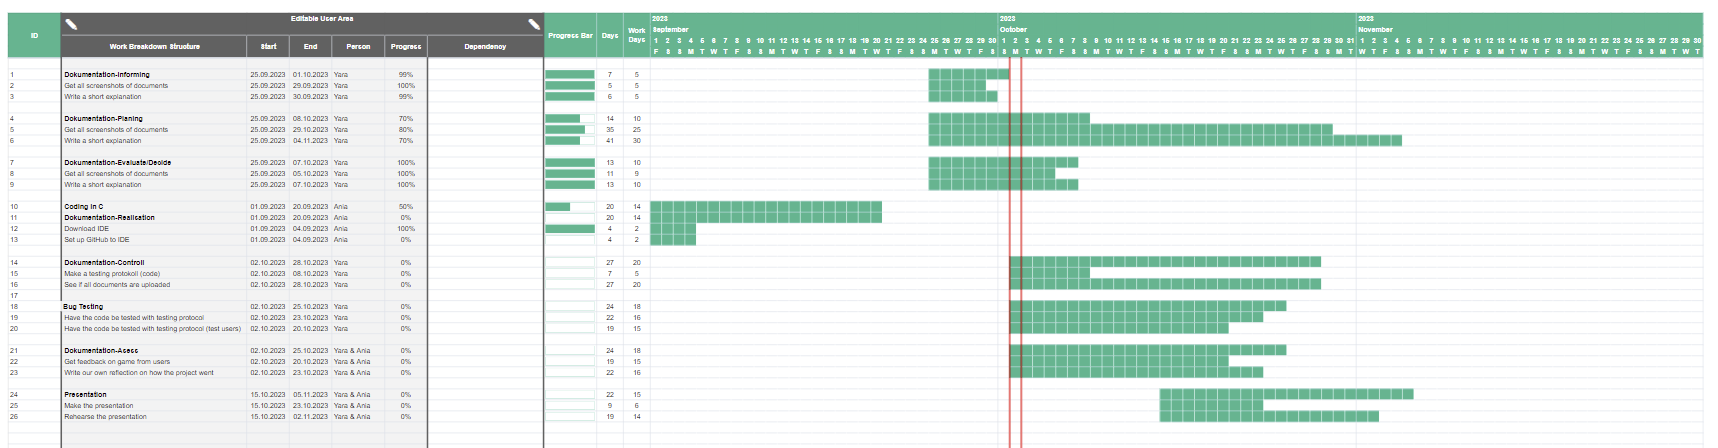 Editable User Area
ID
Work Breakdown Structure Start End Person Progress Dependency Progress Bar Days Work Days
2023 2023 2023
September October November
1 2 3 4 5 6 7 8 9 10 11 12 13 14 15 16 17 18 19 20 21 22 23 24 25 26 27 28 29 30 1 2 3 4 5 6 7 8 9 10 11 12 13 14 15 16 17 18 19 20 21 22 23 24 25 26 27 28 29 30 31 1 2 3 4 5 6 7 8 9 10 11 12 13 14 15 16 17 18 19 20 21 22 23 24 25 26 27 28 29 30
F S S M T W T F S S M T W T F S S M T W T F S S M T W T F S S M T W T F S S M T W T F S S M T W T F S S M T W T F S S M T W T F S S M T W T F S S M T W T F S S M T W T F S S M T W T
1 Dokumentation-Informing 25.09.2023 01.10.2023 Yara 99% 7 5
2 Get all screenshots of documents 25.09.2023 29.09.2023 Yara 100% 5 5
3 Write a short explanation 25.09.2023 30.09.2023 Yara 99% 6 5
4 Dokumentation-Planing 25.09.2023 08.10.2023 Yara 70% 14 10
5 Get all screenshots of documents 25.09.2023 29.10.2023 Yara 80% 35 25
6 Write a short explanation 25.09.2023 04.11.2023 Yara 70% 41 30
7 Dokumentation-Evaluate/Decide 25.09.2023 07.10.2023 Yara 100% 13 10
8 Get all screenshots of documents 25.09.2023 05.10.2023 Yara 100% 11 9
9 Write a short explanation 25.09.2023 07.10.2023 Yara 100% 13 10
10 Coding in C 01.09.2023 20.09.2023 Ania 50% 20 14
11 Dokumentation-Realisation 01.09.2023 20.09.2023 Ania 0% 20 14
12 Download IDE 01.09.2023 04.09.2023 Ania 100% 4 2
13 Set up GitHub to IDE 01.09.2023 04.09.2023 Ania 0% 4 2
14 Dokumentation-Controll 02.10.2023 28.10.2023 Yara 0% 27 20
15 Make a testing protokoll (code) 02.10.2023 08.10.2023 Yara 0% 7 5
16 See if all documents are uploaded 02.10.2023 28.10.2023 Yara 0% 27 20
17
18 Bug Testing 02.10.2023 25.10.2023 Yara 0% 24 18
19 Have the code be tested with testing protocol 02.10.2023 23.10.2023 Yara 0% 22 16
20 Have the code be tested with testing protocol (test users) 02.10.2023 20.10.2023 Yara 0% 19 15
21 Dokumentation-Asess 02.10.2023 25.10.2023 Yara & Ania 0% 24 18
22 Get feedback on game from users 02.10.2023 20.10.2023 Yara & Ania 0% 19 15
23 Write our own reflection on how the project went 02.10.2023 23.10.2023 Yara & Ania 0% 22 16
24 Presentation 15.10.2023 05.11.2023 Yara & Ania 0% 22 15
25 Make the presentation 15.10.2023 23.10.2023 Yara & Ania 0% 9 6
26 Rehearse the presentation 15.10.2023 02.11.2023 Yara & Ania 0% 19 14